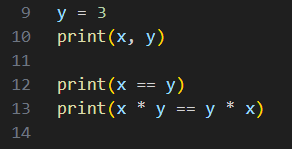 9 y = 3
10 print(x, y)
11
12 print(x == y)
13 print(x * y == y * x)
14